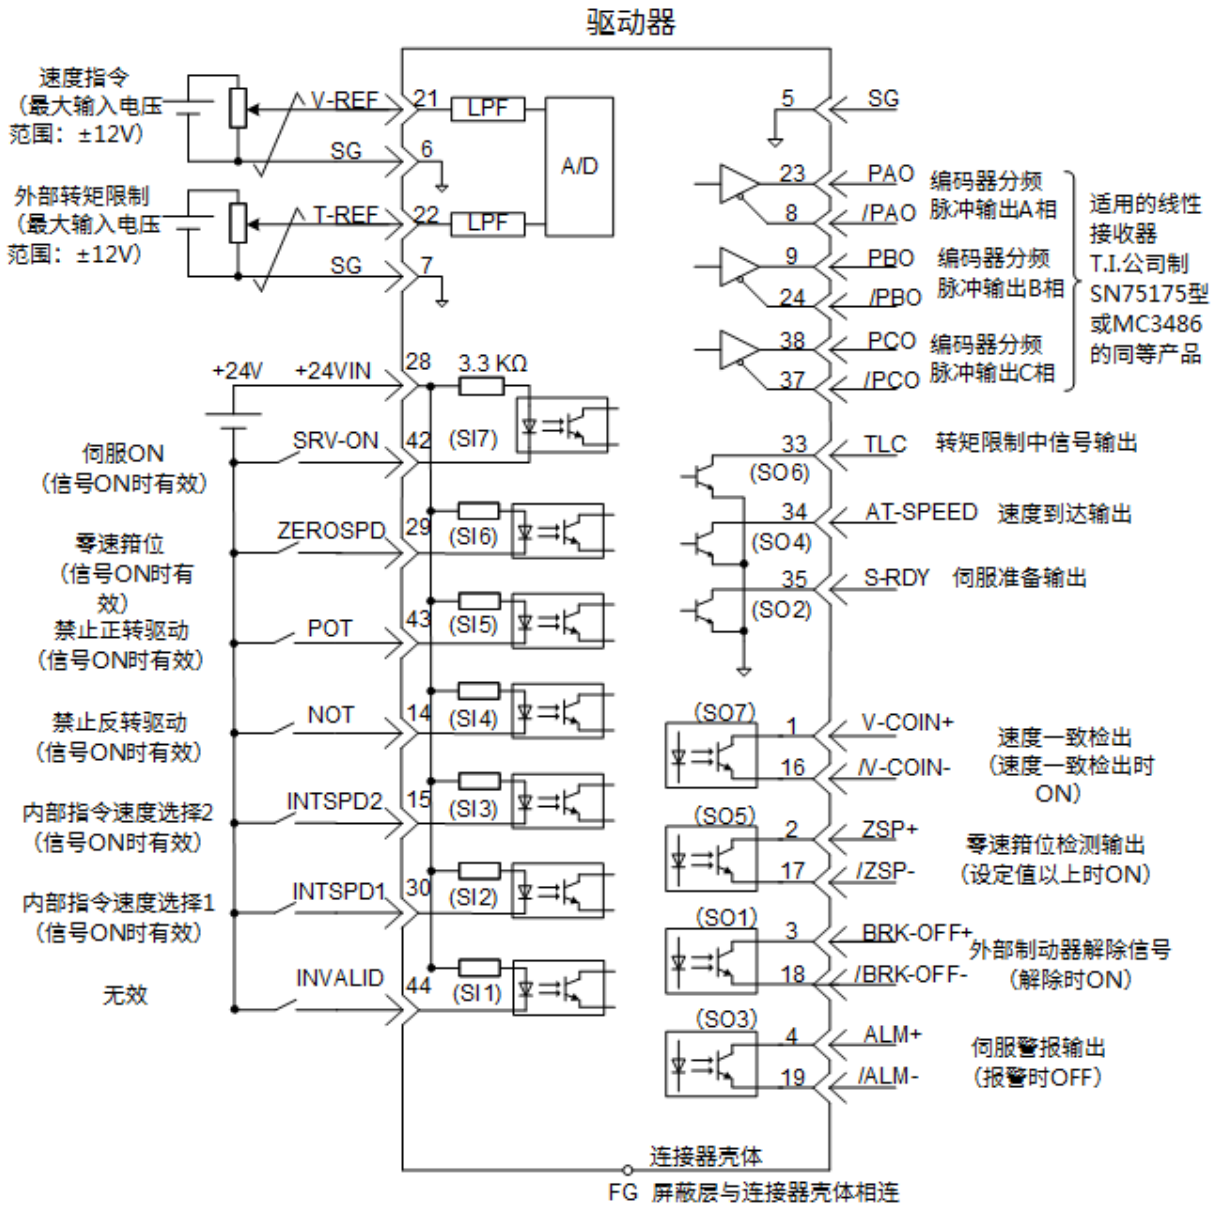 驱动器
速度指令
（最大输入电压
范围：±12V）
V-REF
21
LPF
SG
6
A/D
外部转矩限制
（最大输入电压
范围：±12V）
T-REF
22
LPF
SG
7
5
SG
23
PAO
8
/PAO
编码器分频
脉冲输出A相
9
PBO
24
/PBO
编码器分频
脉冲输出B相
38
PCO
37
/PCO
编码器分频
脉冲输出C相
适用的线性
接收器
T.I.公司制
SN75175型
或MC3486
的同等产品
+24V
+24VIN
28
3.3 KΩ
伺服ON
（信号ON时有效）
SRV-ON
42
(SI7)
零速箝位
（信号ON时有
效）
ZEROSPD
29
(SI6)
禁止正转驱动
（信号ON时有效）
POT
43
(SI5)
禁止反转驱动
（信号ON时有效）
NOT
14
(SI4)
内部指令速度选择2
（信号ON时有效）
INTSPD2
15
(SI3)
内部指令速度选择1
（信号ON时有效）
INTSPD1
30
(SI2)
无效
INVALID
44
(SI1)
33
TLC
转矩限制中信号输出
(SO6)
34
AT-SPEED
速度到达输出
(SO4)
35
S-RDY
伺服准备输出
(SO2)
(SO7)
1
V-COIN+
16
/V-COIN-
速度一致检出
（速度一致检出时
ON）
(SO5)
2
ZSP+
17
/ZSP-
零速箝位检测输出
（设定值以上时ON）
(SO1)
3
BRK-OFF+
18
/BRK-OFF-
外部制动器解除信号
（解除时ON）
(SO3)
4
ALM+
19
/ALM-
伺服警报输出
（报警时OFF）
连接器壳体
FG 屏蔽层与连接器壳体相连